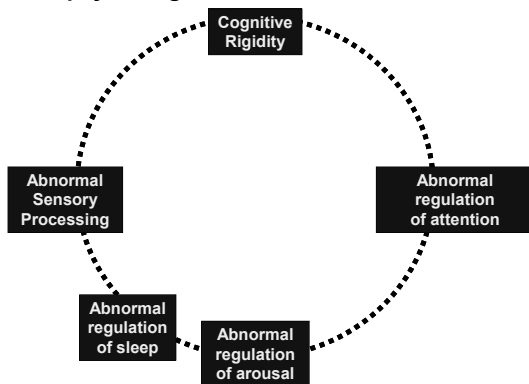 Cognitive
Rigidity
Abnormal
Sensory
Processing
Abnormal
regulation
of attention
Abnormal
regulation
of sleep
Abnormal
regulation
of arousal